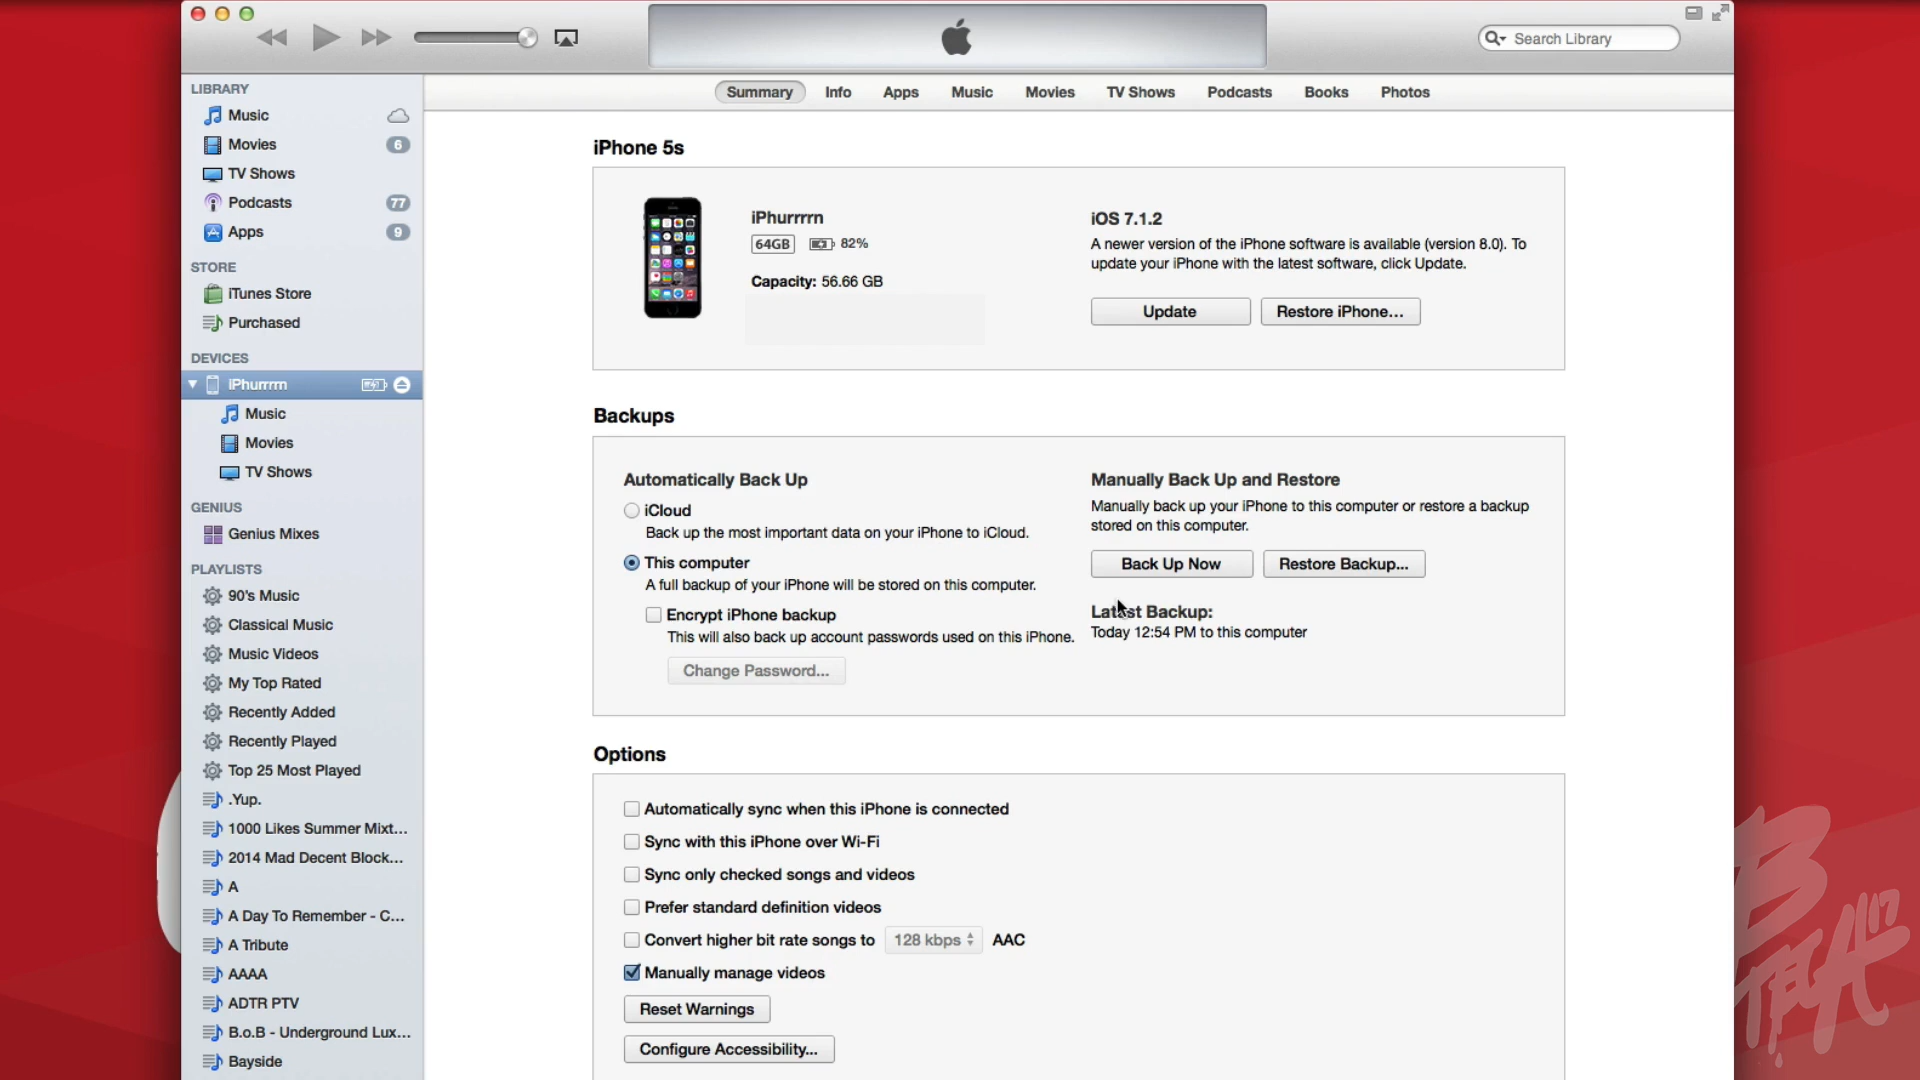 Search Library
LIBRARY
Music
Movies 6
TV Shows
Podcasts 77
Apps 9
STORE
iTunes Store
Purchased
DEVICES
iPhurrrrn
Music
Movies
TV Shows
GENIUS
Genius Mixes
PLAYLISTS
90's Music
Classical Music
Music Videos
My Top Rated
Recently Added
Recently Played
Top 25 Most Played
.Yup.
1000 Likes Summer Mixt...
2014 Mad Decent Block...
A
A Day To Remember - C...
A Tribute
AAAA
ADTR PTV
B.o.B - Underground Lux...
Bayside
Summary Info Apps Music Movies TV Shows Podcasts Books Photos
iPhone 5s
iPhurrrrn
64GB 82%
Capacity: 56.66 GB
iOS 7.1.2
A newer version of the iPhone software is available (version 8.0). To
update your iPhone with the latest software, click Update.
Update Restore iPhone...
Backups
Automatically Back Up
iCloud
Back up the most important data on your iPhone to iCloud.
This computer
A full backup of your iPhone will be stored on this computer.
Encrypt iPhone backup
This will also back up account passwords used on this iPhone.
Change Password...
Manually Back Up and Restore
Manually back up your iPhone to this computer or restore a backup
stored on this computer.
Back Up Now Restore Backup...
Latest Backup:
Today 12:54 PM to this computer
Options
Automatically sync when this iPhone is connected
Sync with this iPhone over Wi-Fi
Sync only checked songs and videos
Prefer standard definition videos
Convert higher bit rate songs to 128 kbps AAC
Manually manage videos
Reset Warnings
Configure Accessibility...